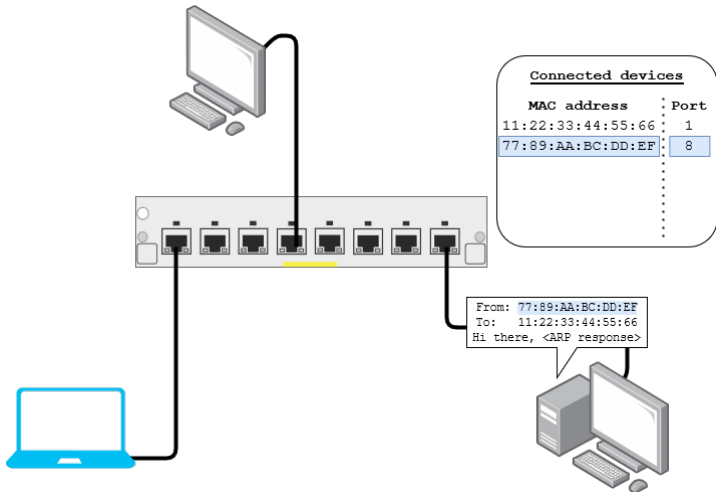 Connected devices
MAC address Port
11:22:33:44:55:66 1
77:89:AA:BC:DD:EF 8
From: 77:89:AA:BC:DD:EF
To: 11:22:33:44:55:66
Hi there, <ARP response>